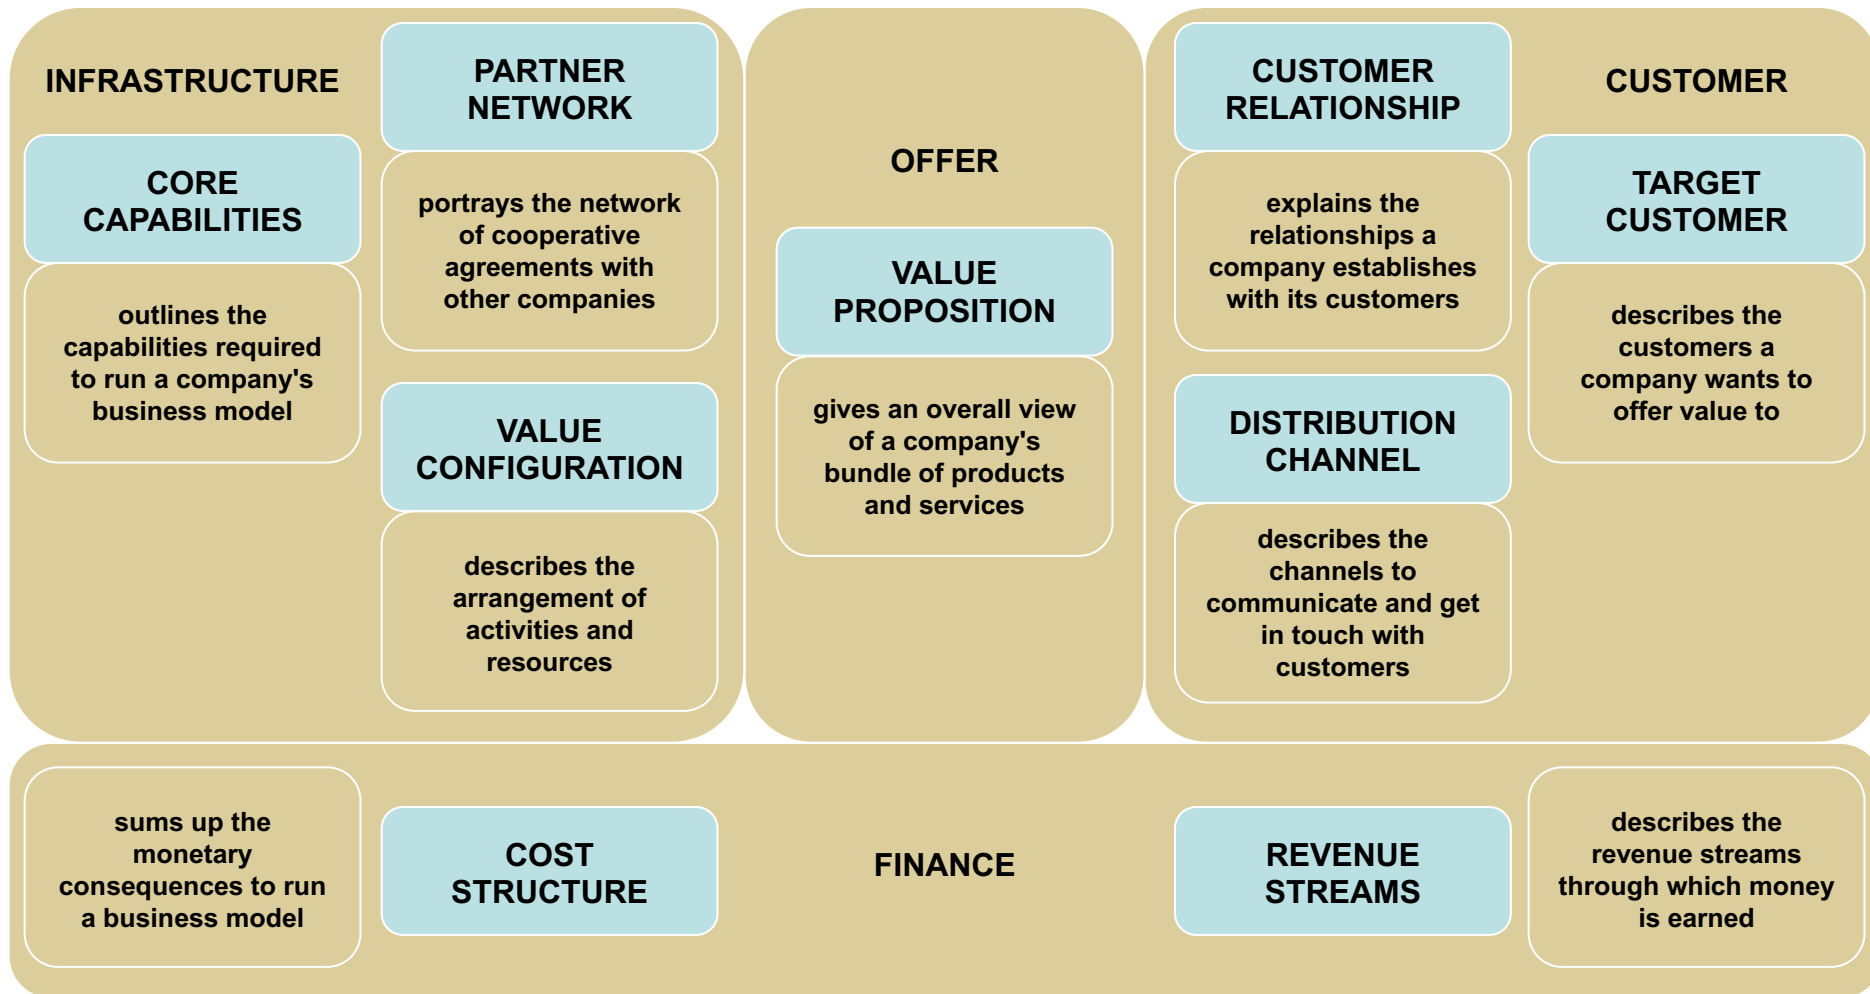 INFRASTRUCTURE
CORE
CAPABILITIES
outlines the
capabilities required
to run a company's
business model
PARTNER
NETWORK
portrays the network
of cooperative
agreements with
other companies
VALUE
CONFIGURATION
describes the
arrangement of
activities and
resources
OFFER
VALUE
PROPOSITION
gives an overall view
of a company's
bundle of products
and services
CUSTOMER
RELATIONSHIP
explains the
relationships a
company establishes
with its customers
DISTRIBUTION
CHANNEL
describes the
channels to
communicate and get
in touch with
customers
CUSTOMER
TARGET
CUSTOMER
describes the
customers a
company wants to
offer value to
sums up the
monetary
consequences to run
a business model
COST
STRUCTURE
FINANCE
REVENUE
STREAMS
describes the
revenue streams
through which money
is earned